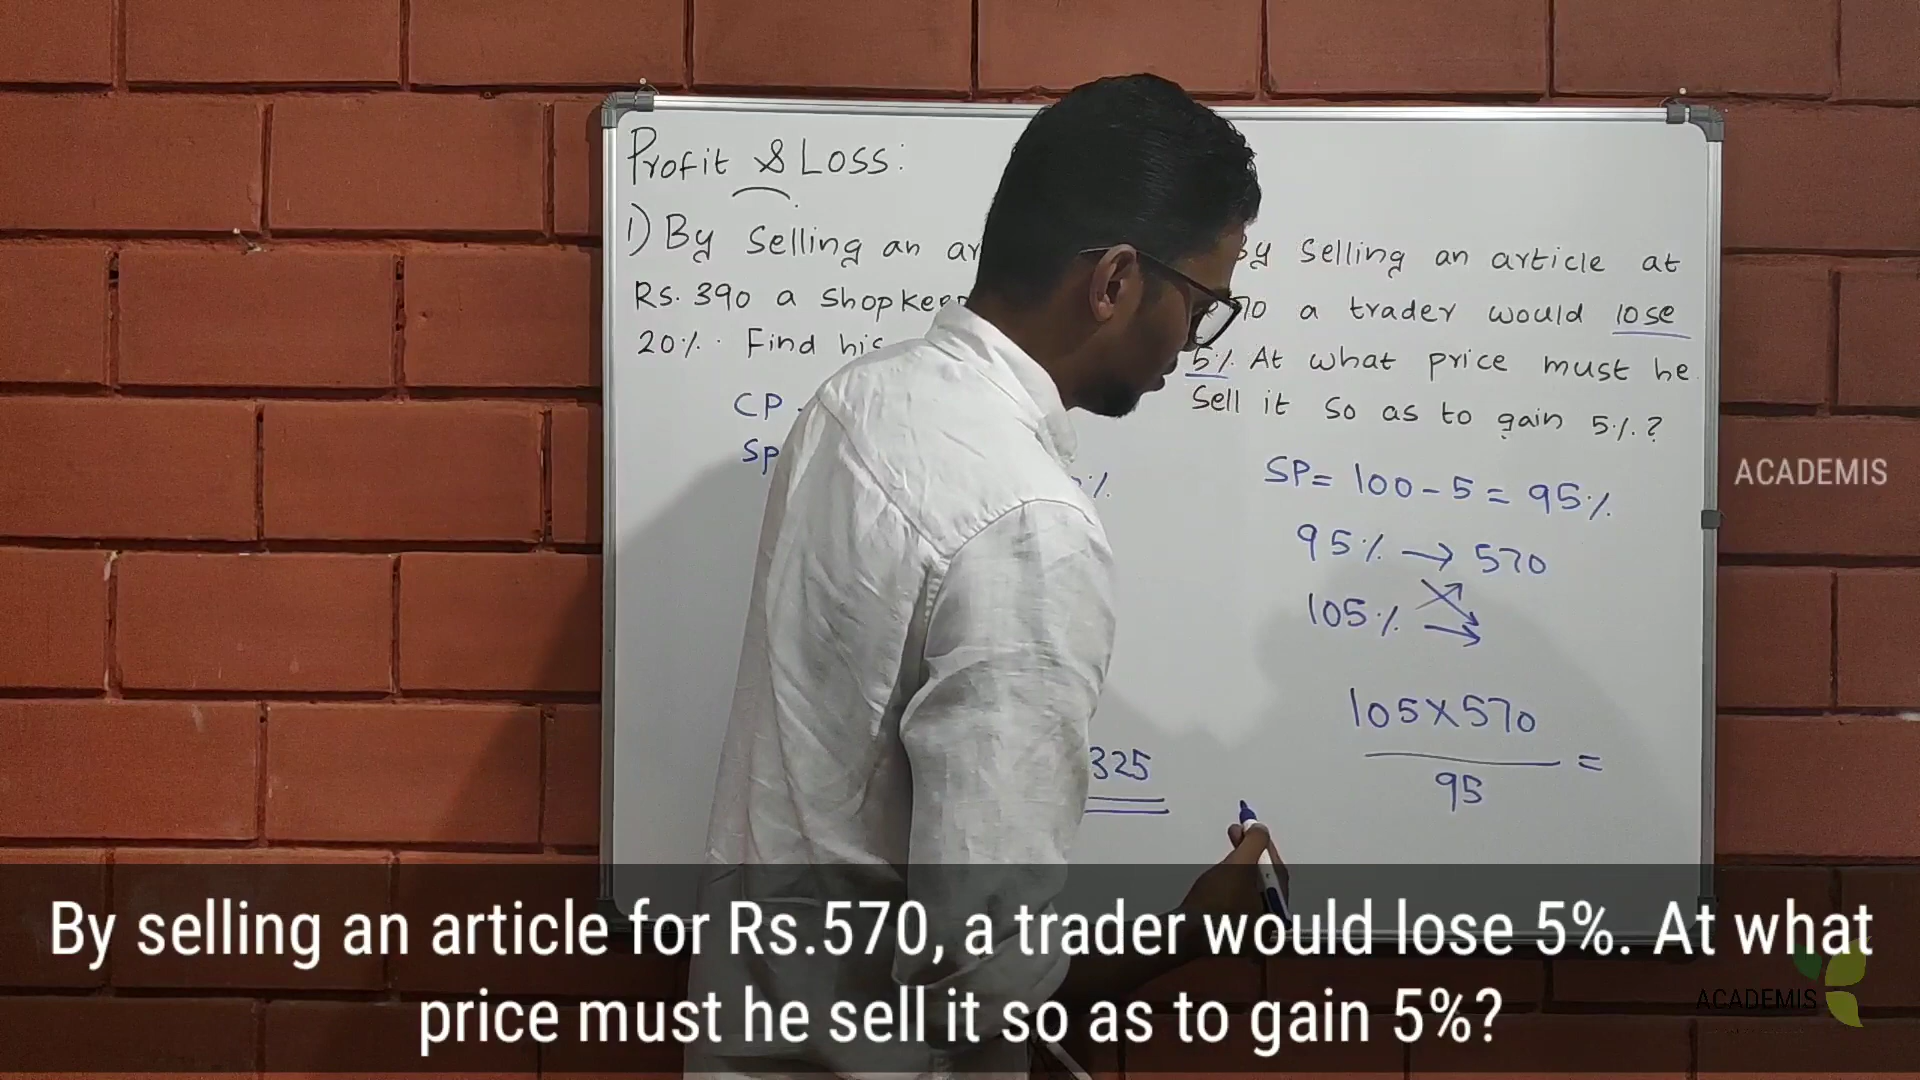 Profit & Loss:
1) By selling an
Rs. 390 a
20%. Find his
CP
SP
325
By selling an article at
a trader would lose
5%. At what price must he
Sell it so as to gain 5%?
SP= 100-5= 95%
95% → 570
105% →
105×570
=
95
ACADEMIS
By selling an article for Rs.570, a trader would lose 5%. At what
price must he sell it so as to gain 5%?
ACADEMIS